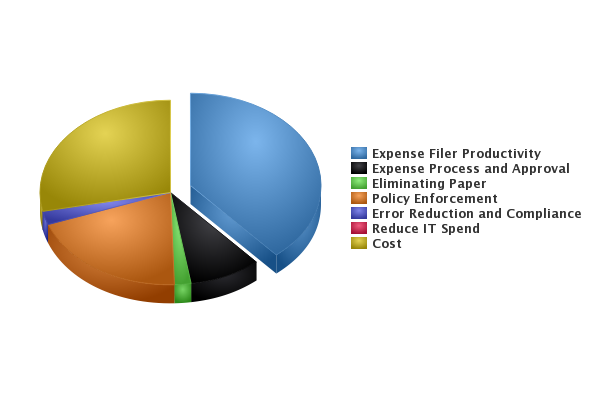 Expense Filer Productivity
Expense Process and Approval
Eliminating Paper
Policy Enforcement
Error Reduction and Compliance
Reduce IT Spend
Cost